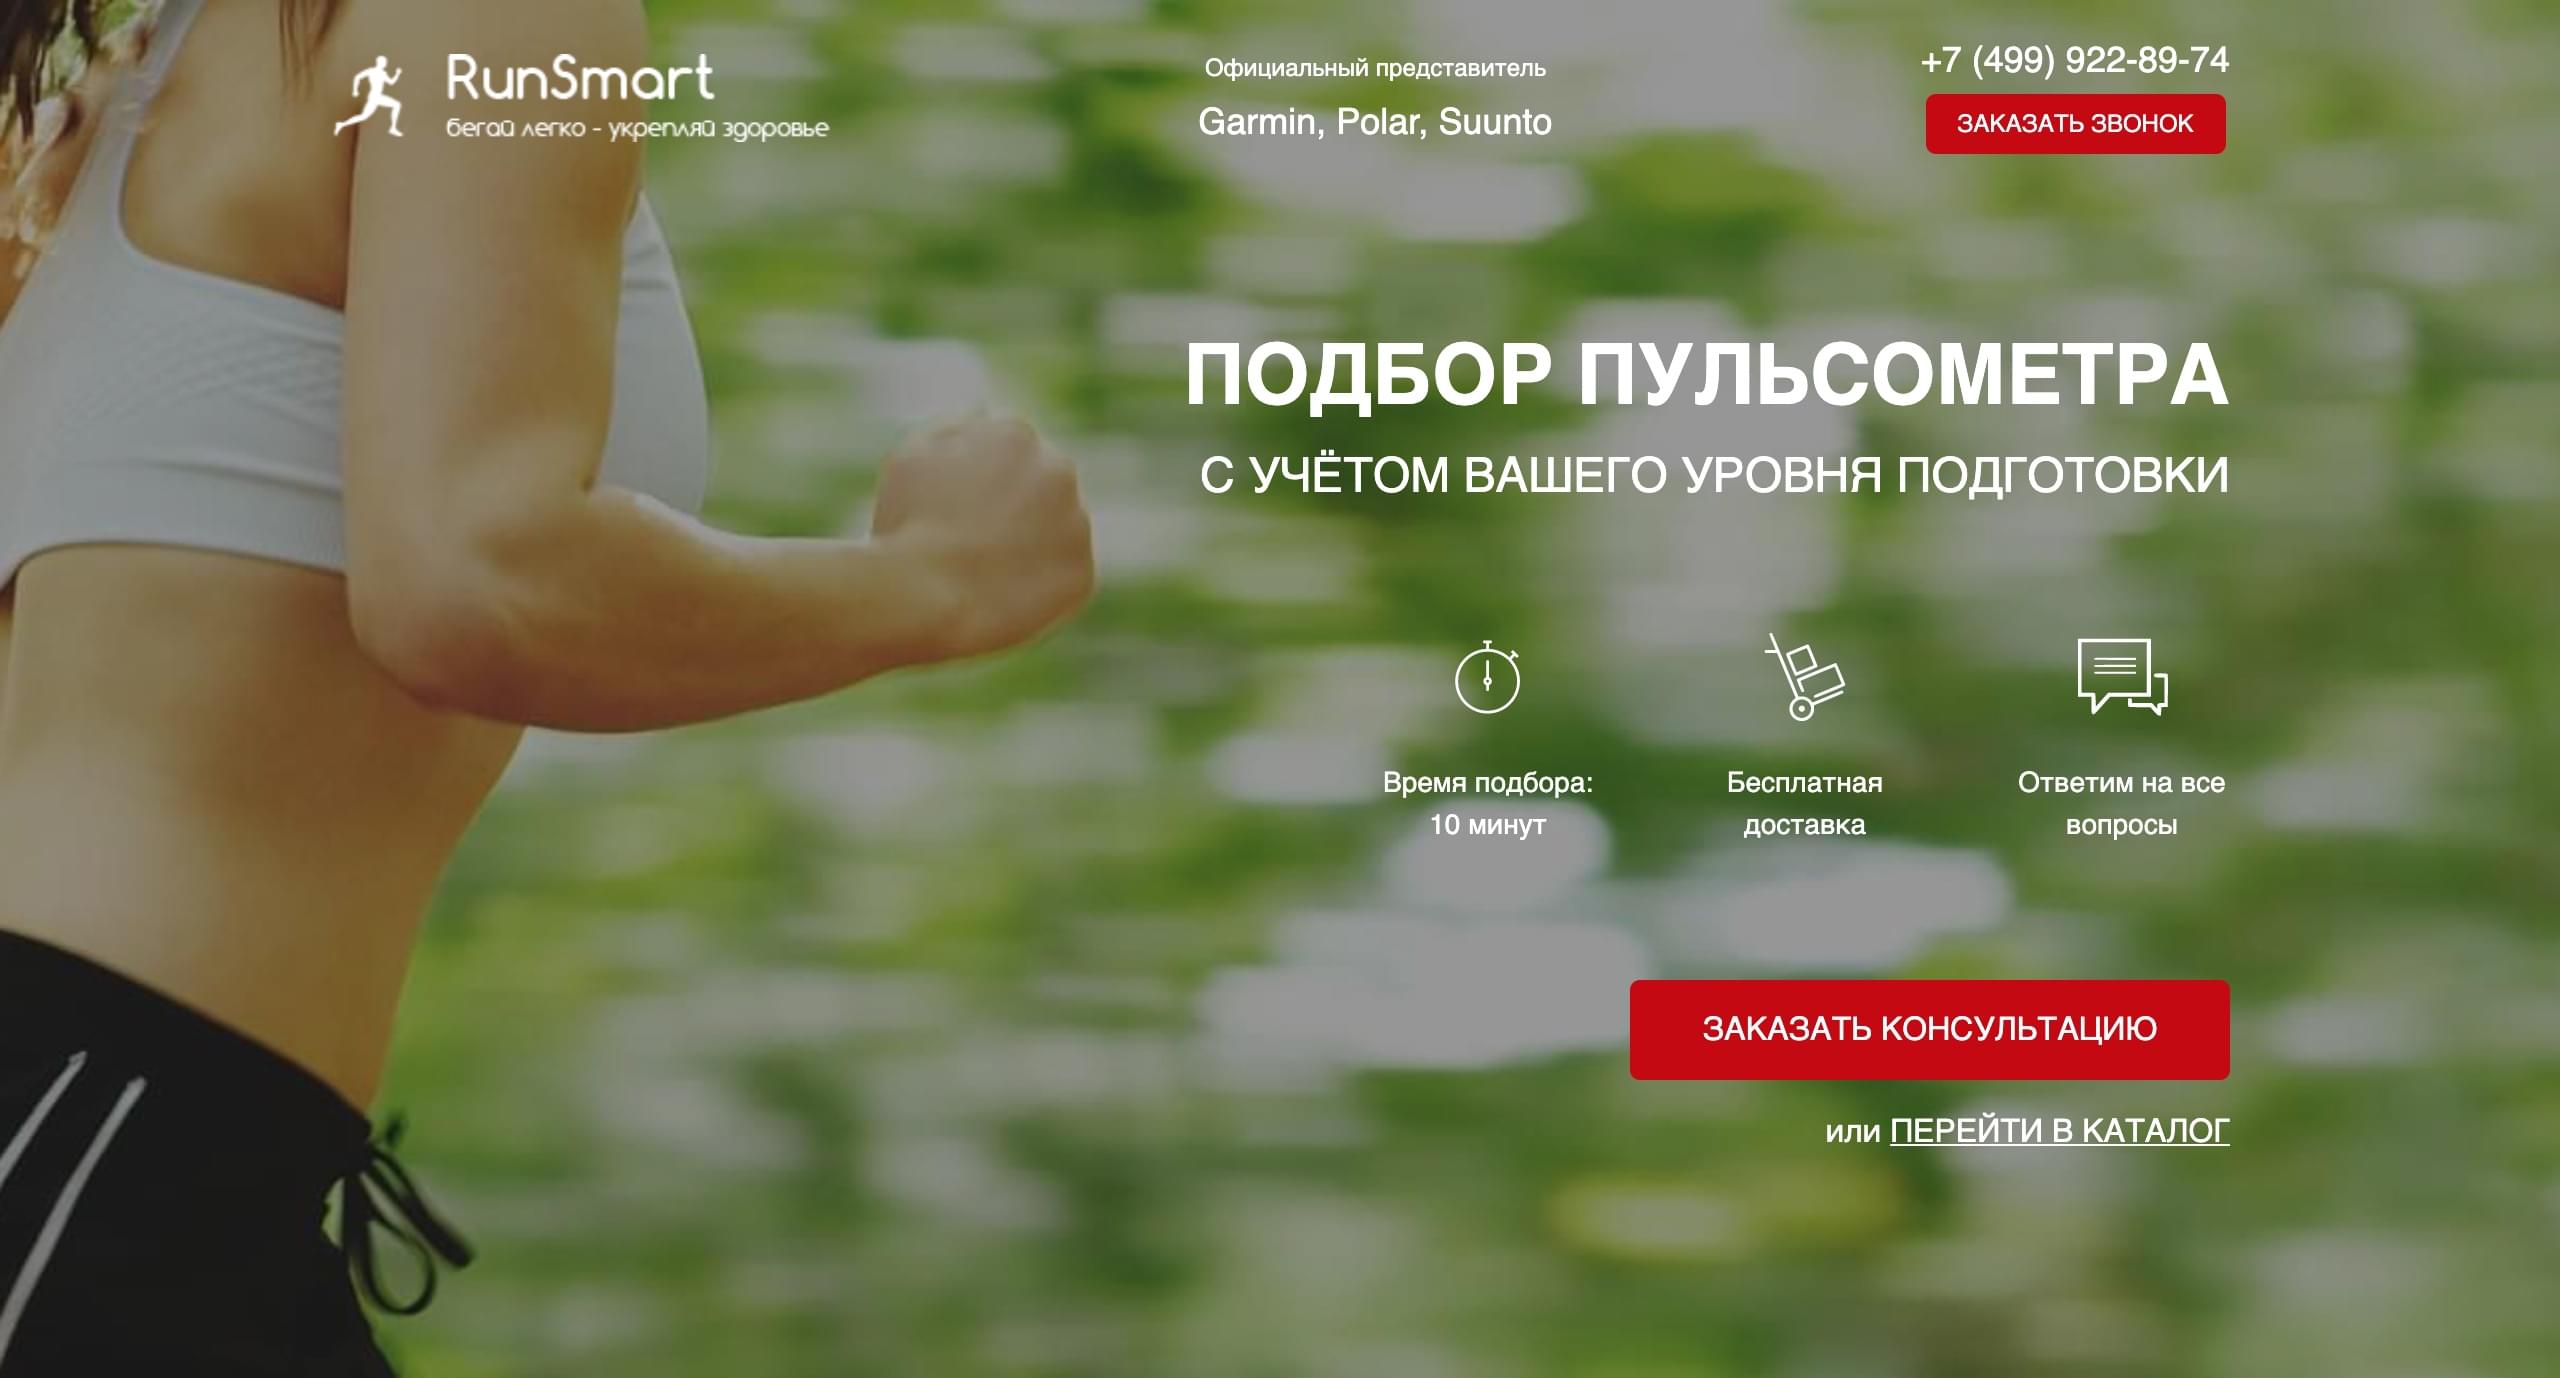 RunSmart
бегай легко - укрепляй здоровье
Официальный представитель
Garmin, Polar, Suunto
+7 (499) 922-89-74
ЗАКАЗАТЬ ЗВОНОК
ПОДБОР ПУЛЬСОМЕТРА
С УЧЁТОМ ВАШЕГО УРОВНЯ ПОДГОТОВКИ
Время подбора:
10 минут
Бесплатная
доставка
Ответим на все
вопросы
ЗАКАЗАТЬ КОНСУЛЬТАЦИЮ
или ПЕРЕЙТИ В КАТАЛОГ